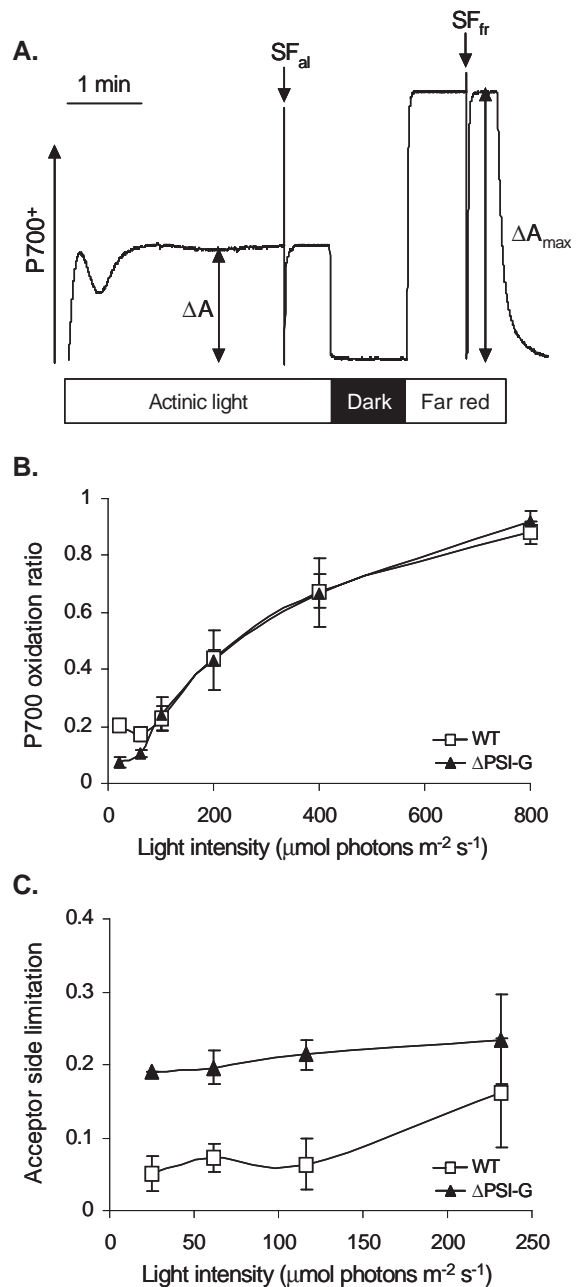 A.
1 min
SFal
SFfr
P700+
ΔA
ΔAmax
Actinic light
Dark
Far red
B.
P700 oxidation ratio
1
0.8
0.6
0.4
0.2
0
0
200
400
600
800
WT
ΔPSI-G
Light intensity (μmol photons m-2 s-1)
C.
Acceptor side limitation
0.4
0.3
0.2
0.1
0
0
50
100
150
200
250
WT
ΔPSI-G
Light intensity (μmol photons m-2 s-1)